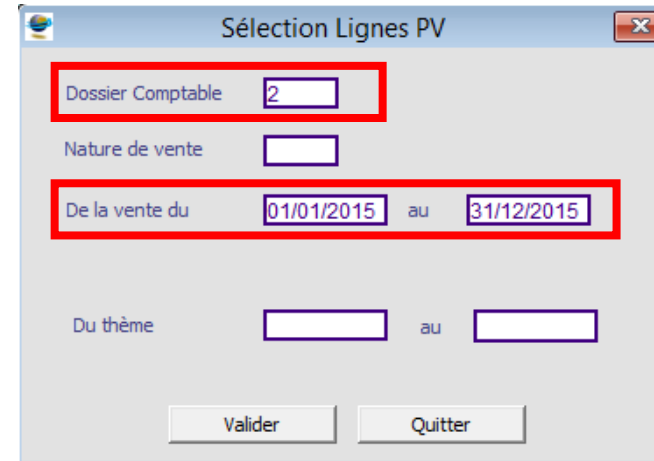 Sélection Lignes PV
Dossier Comptable 2
Nature de vente
De la vente du 01/01/2015 au 31/12/2015
Du thème au
Valider Quitter